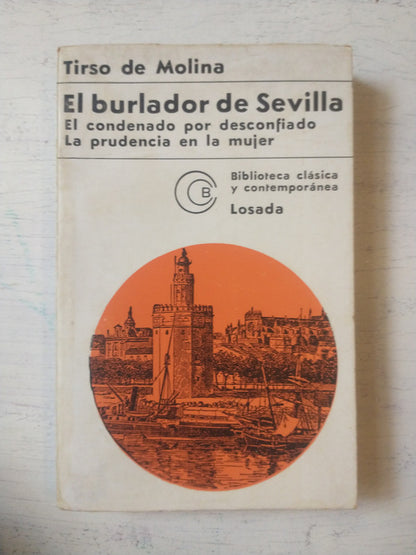 Tirso de Molina
El burlador de Sevilla
El condenado por desconfiado
La prudencia en la mujer
CCB
Biblioteca clásica
y contemporánea
Losada